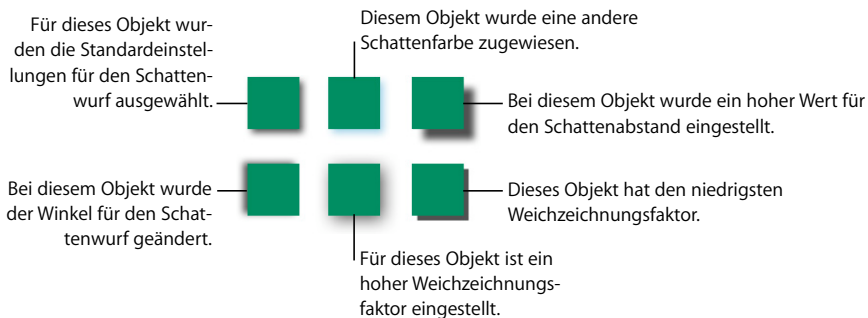 Für dieses Objekt wur-
den die Standardeinstel-
lungen für den Schatten-
wurf ausgewählt.
Diesem Objekt wurde eine andere
Schattenfarbe zugewiesen.
Bei diesem Objekt wurde ein hoher Wert für
den Schattenabstand eingestellt.
Bei diesem Objekt wurde
der Winkel für den Schat-
tenwurf geändert.
Für dieses Objekt ist ein
hoher Weichzeichnungs-
faktor eingestellt.
Dieses Objekt hat den niedrigsten
Weichzeichnungsfaktor.